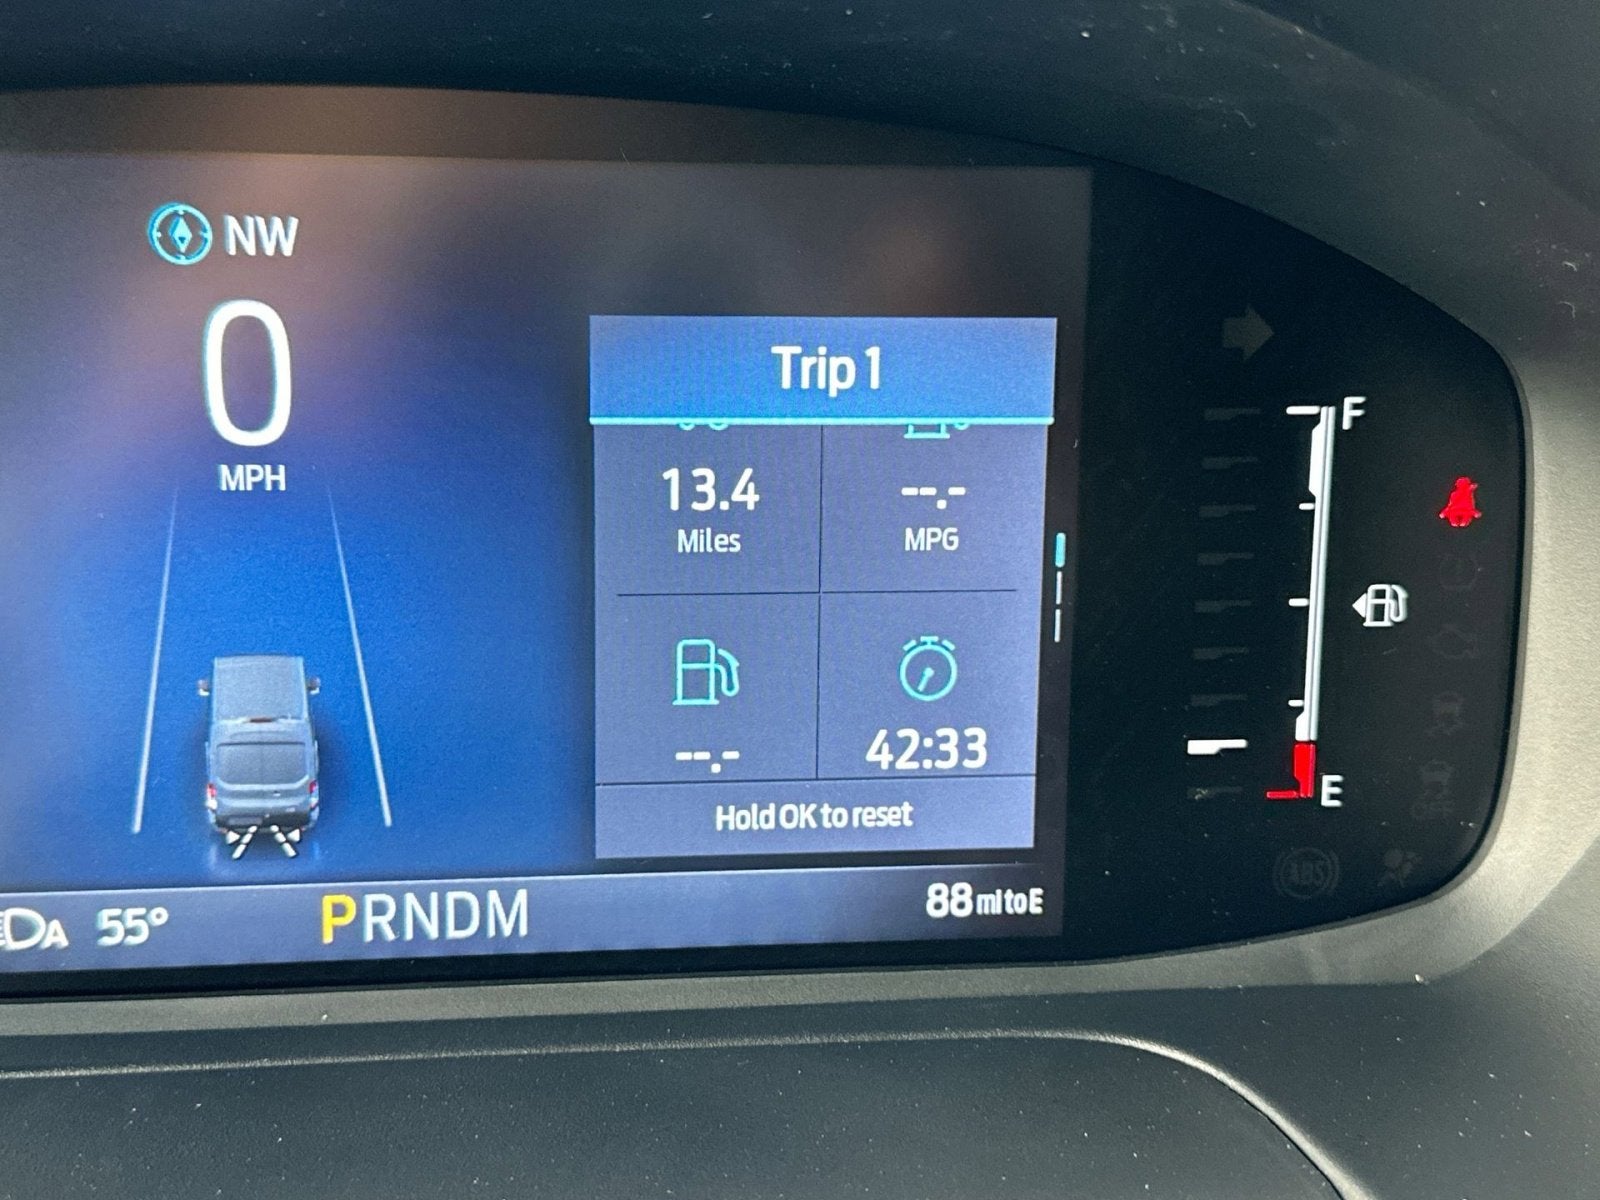 NW
0
MPH
Trip 1
13.4
Miles
--.-
MPG
--.-
42:33
Hold OK to reset
A 55°
PRNDM
88 mi to E
F
E
ABS